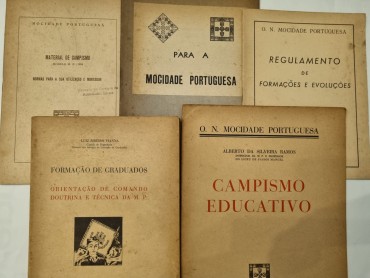 MOCIDADE PORTUGUESA
MATERIAL DE CAMPISMO
NORMAS PARA A SUA UTILIZAÇÃO E
PARA A
MOCIDADE PORTUGUESA
O. N. MOCIDADE PORTUGUESA
REGULAMENTO
DE
FORMAÇÕES E EVOLUÇÕES
FORMAÇÃO DE GRADUADOS
ORIENTAÇÃO DE COMANDO
DOUTRINA E TÉCNICA DA M. P.
O. N. MOCIDADE PORTUGUESA
ALBERTO DA SILVEIRA RAMOS
CAMPISMO
EDUCATIVO